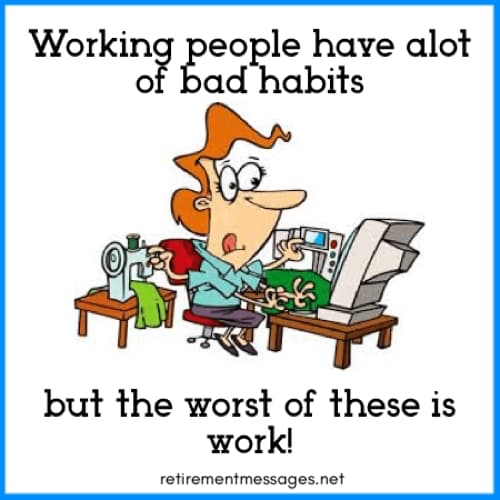 Working people have alot
of bad habits
but the worst of these is
work!
retirementmessages.net